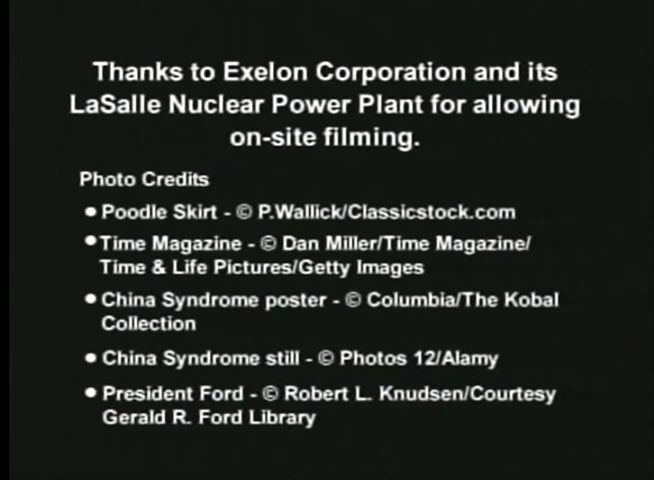 Thanks to Exelon Corporation and its
LaSalle Nuclear Power Plant for allowing
on-site filming.
Photo Credits
• Poodle Skirt - © P.Wallick/Classicstock.com
• Time Magazine - © Dan Miller/Time Magazine/
Time & Life Pictures/Getty Images
• China Syndrome poster - © Columbia/The Kobal
Collection
• China Syndrome still - © Photos 12/Alamy
• President Ford - © Robert L. Knudsen/Courtesy
Gerald R. Ford Library